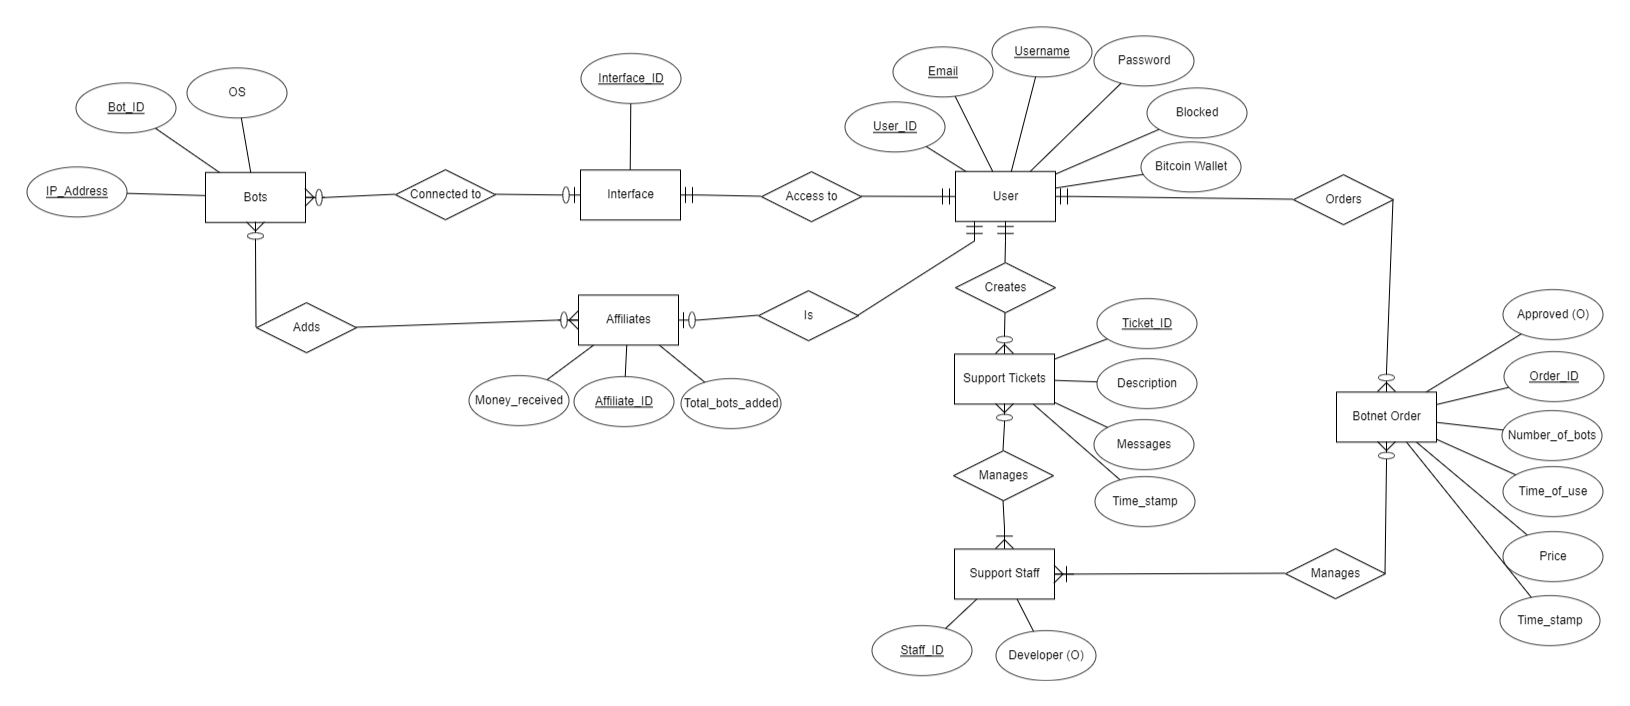 Username
Password
Email
Interface_ID
OS
Bot_ID
Blocked
User_ID
Bitcoin Wallet
IP_Address
Bots
Connected to
Interface
Access to
User
Orders
Creates
Adds
Affiliates
Is
Approved (O)
Ticket_ID
Support Tickets
Description
Order_ID
Money_received
Affiliate_ID
Total_bots_added
Botnet Order
Number_of_bots
Messages
Manages
Time_of_use
Time_stamp
Price
Support Staff
Manages
Time_stamp
Staff_ID
Developer (O)